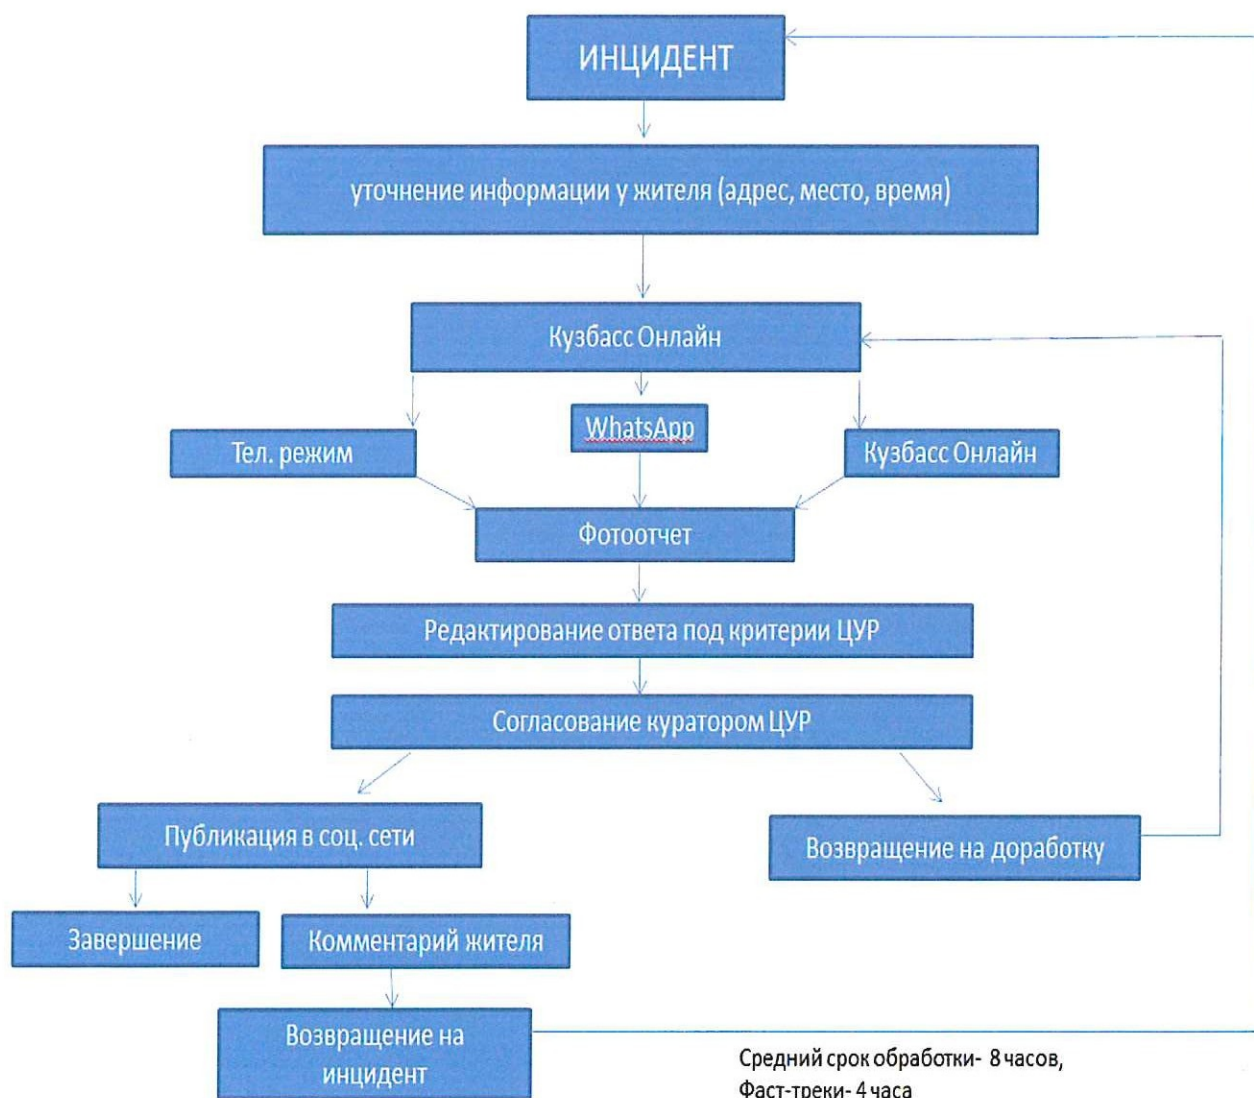 ИНЦИДЕНТ
уточнение информации у жителя (адрес, место, время)
Кузбасс Онлайн
WhatsApp
Тел. режим
Кузбасс Онлайн
Фотоотчет
Редактирование ответа под критерии ЦУР
Согласование куратором ЦУР
Публикация в соц. сети
Возвращение на доработку
Завершение
Комментарий жителя
Возвращение на
инцидент
Средний срок обработки- 8 часов,
Фаст-треки- 4 часа